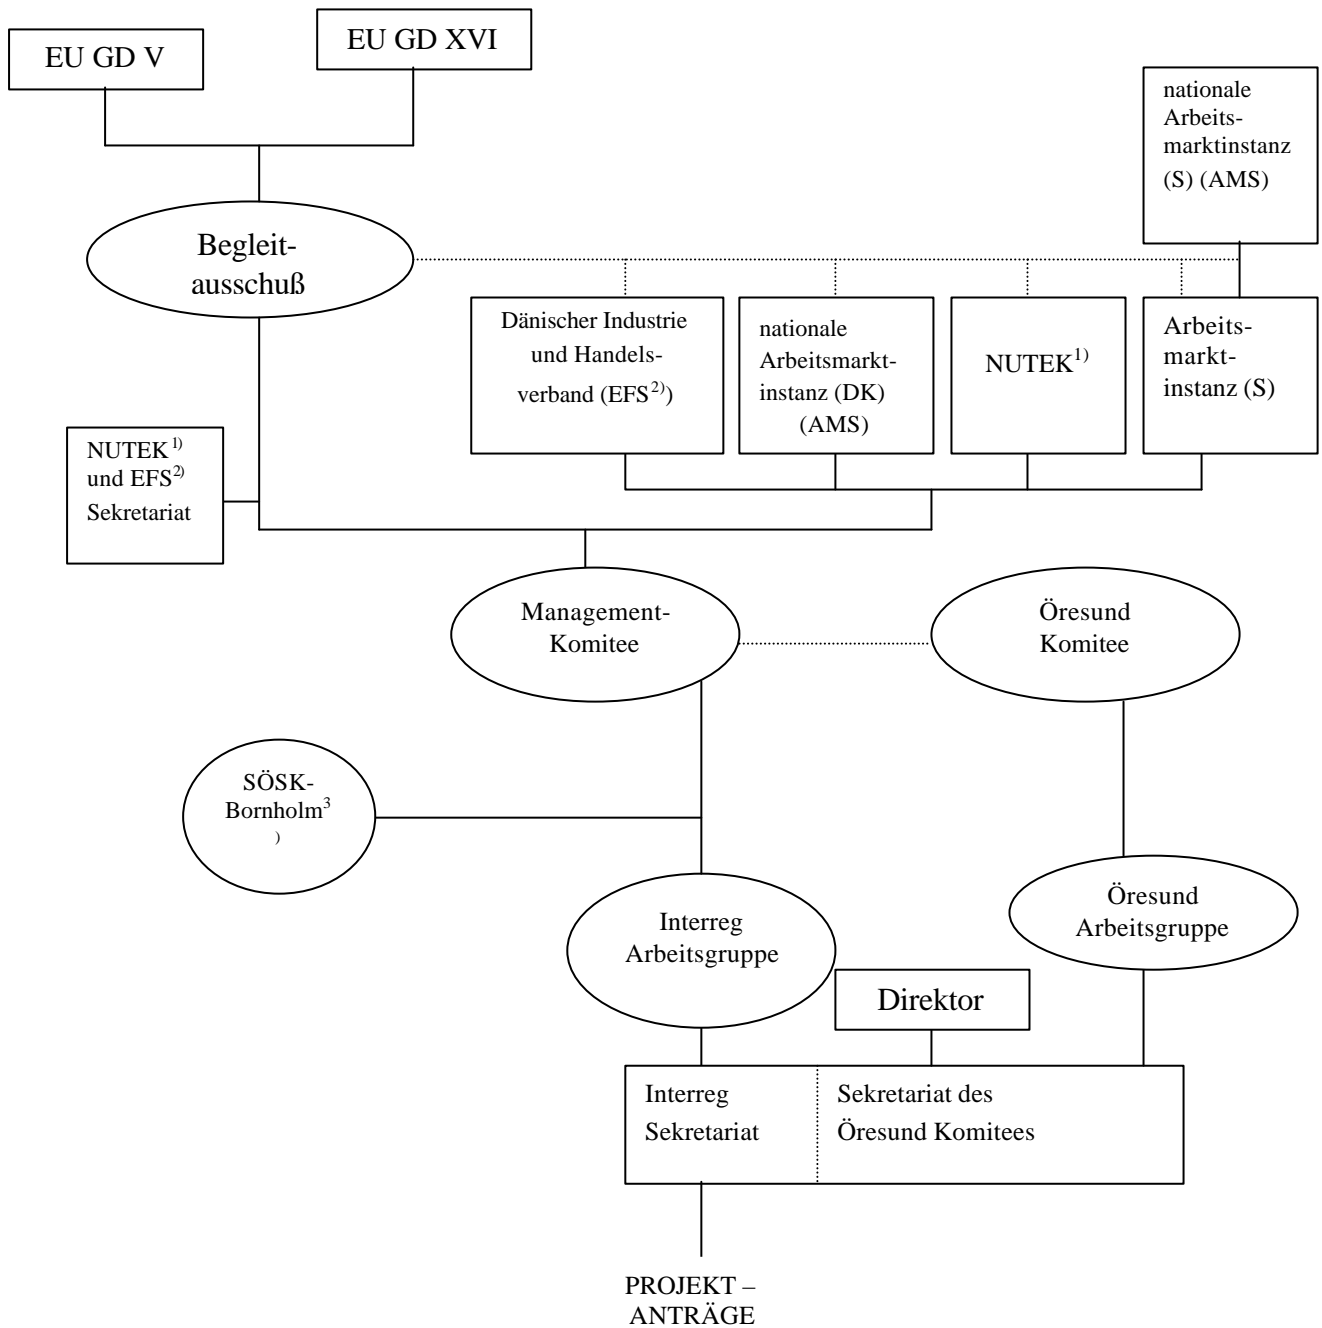 EU GD V
EU GD XVI
nationale
Arbeits-
marktinstanz
(S) (AMS)
Begleit-
ausschuß
Dänischer Industrie
und Handels-
verband (EFS2))
nationale
Arbeitsmarkt-
instanz (DK)
(AMS)
NUTEK1)
Arbeits-
markt-
instanz (S)
NUTEK1)
und EFS2)
Sekretariat
Management-
Komitee
Öresund
Komitee
SÖSK-
Bornholm3
)
Interreg
Arbeitsgruppe
Öresund
Arbeitsgruppe
Direktor
Interreg
Sekretariat
Sekretariat des
Öresund Komitees
PROJEKT –
ANTRÄGE